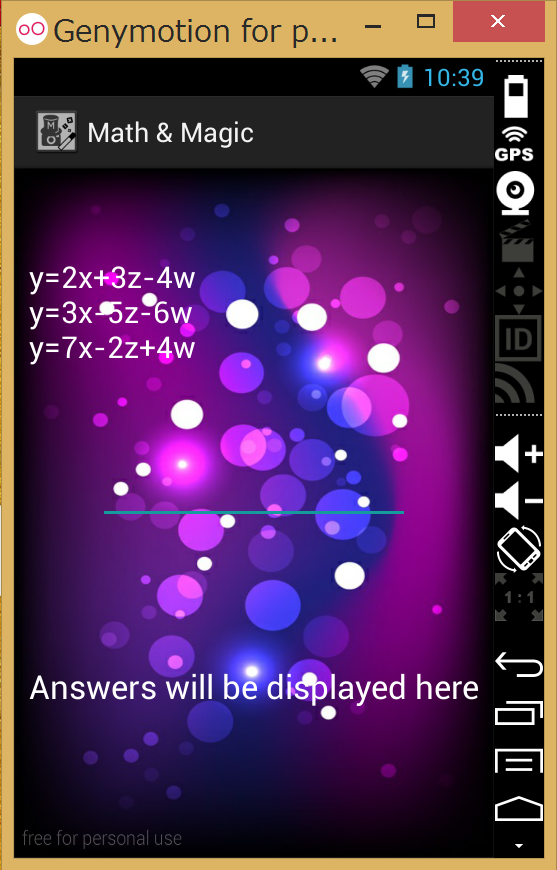 Genymotion for p...
10:39
Math & Magic
GPS
y=2x+3z-4w
y=3x-5z-6w
y=7x-2z+4w
ID
1:1
Answers will be displayed here
free for personal use